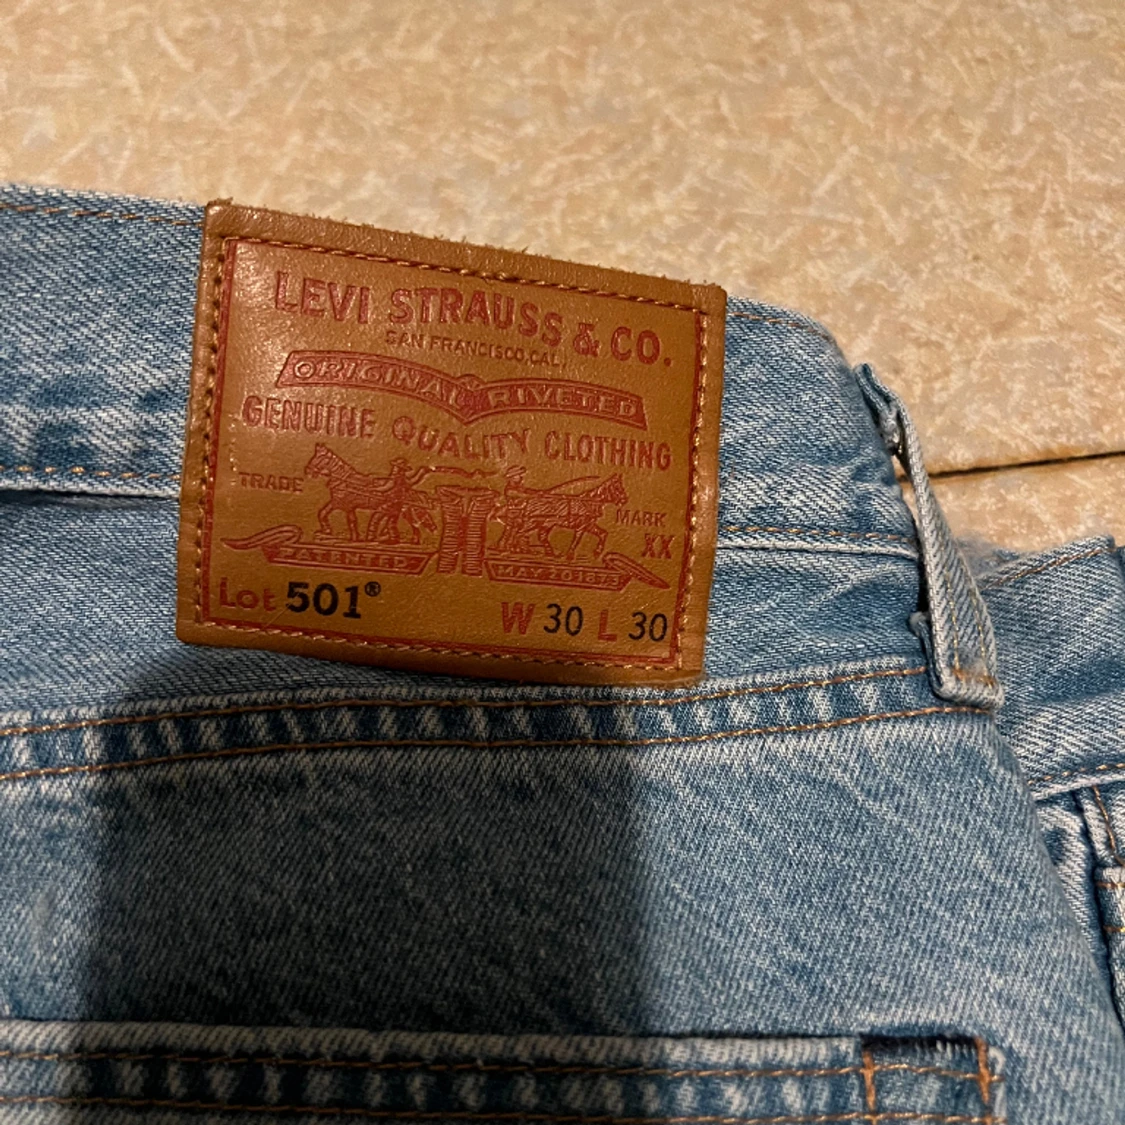 LEVI STRAUSS & CO.
SAN FRANCISCO, CAL.
ORIGINAL RIVETED
GENUINE QUALITY CLOTHING
TRADE MARK
XX
PATENTED MAY 20 1873
Lot 501® W 30 L 30